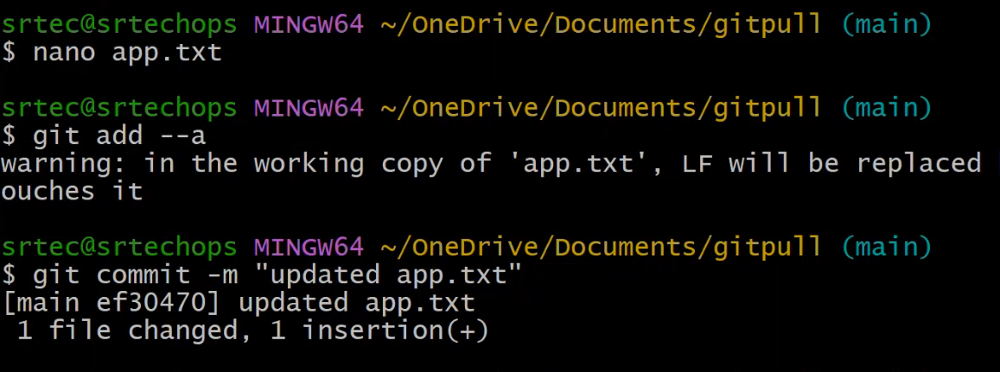 srtec@srtechops MINGW64 ~/OneDrive/Documents/gitpull (main)
$ nano app.txt
srtec@srtechops MINGW64 ~/OneDrive/Documents/gitpull (main)
$ git add --a
warning: in the working copy of 'app.txt', LF will be replaced
ouches it
srtec@srtechops MINGW64 ~/OneDrive/Documents/gitpull (main)
$ git commit -m "updated app.txt"
[main ef30470] updated app.txt
 1 file changed, 1 insertion(+)